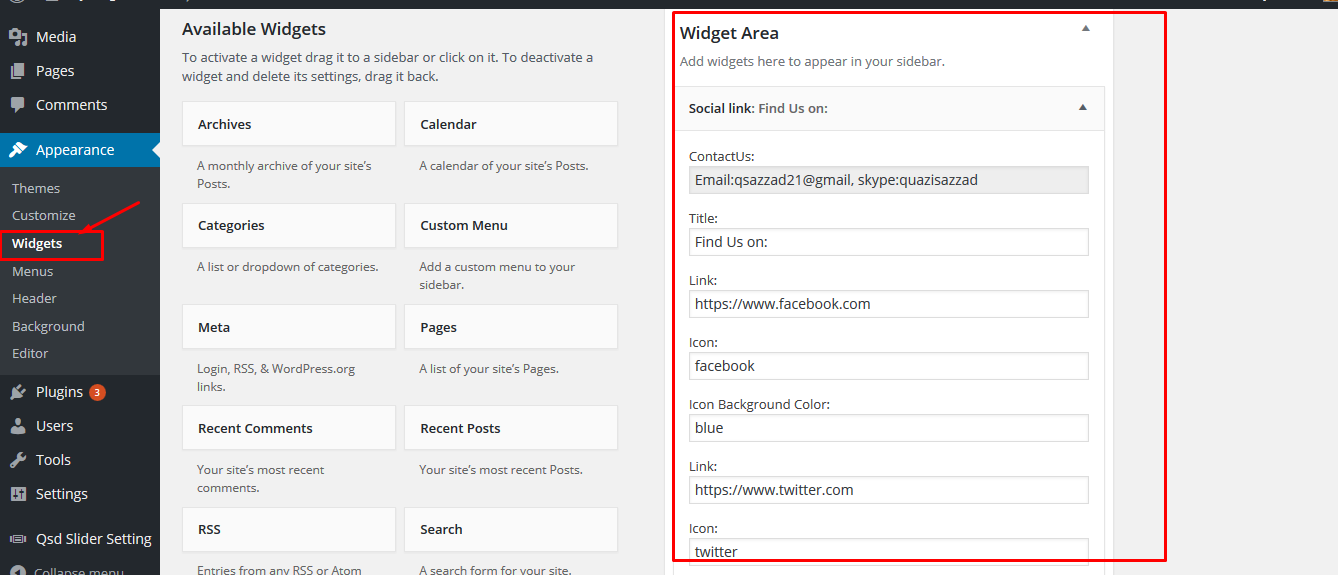 Media
Pages
Comments
Appearance
Themes
Customize
Widgets
Menus
Header
Background
Editor
Plugins 3
Users
Tools
Settings
Qsd Slider Setting
Collapse menu
Available Widgets
To activate a widget drag it to a sidebar or click on it. To deactivate a
widget and delete its settings, drag it back.
Archives
A monthly archive of your site's
Posts.
Calendar
A calendar of your site's Posts.
Categories
A list or dropdown of categories.
Custom Menu
Add a custom menu to your
sidebar.
Meta
Login, RSS, & WordPress.org
links.
Pages
A list of your site's Pages.
Recent Comments
Your site's most recent
comments.
Recent Posts
Your site's most recent Posts.
RSS
Entries from any RSS or Atom
Search
A search form for your site.
Widget Area
Add widgets here to appear in your sidebar.
Social link: Find Us on:
ContactUs:
Email:qsazzad21@gmail, skype:quazisazzad
Title:
Find Us on:
Link:
https://www.facebook.com
Icon:
facebook
Icon Background Color:
blue
Link:
https://www.twitter.com
Icon:
twitter